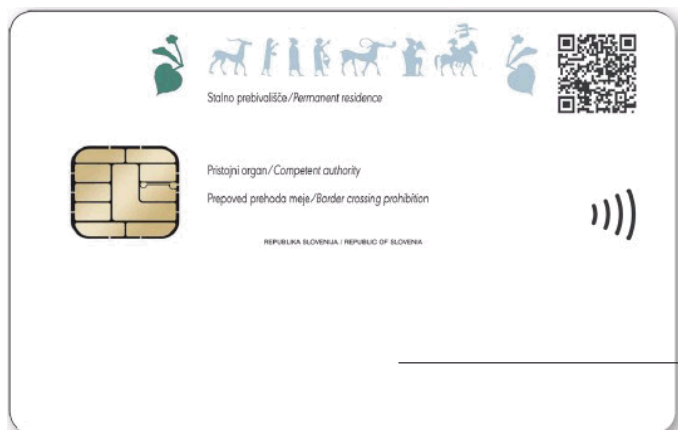 Stalno prebivališče/Permanent residence
Pristojni organ/Competent authority
Prepoved prehoda meje/Border crossing prohibition
REPUBLIKA SLOVENIJA / REPUBLIC OF SLOVENIA